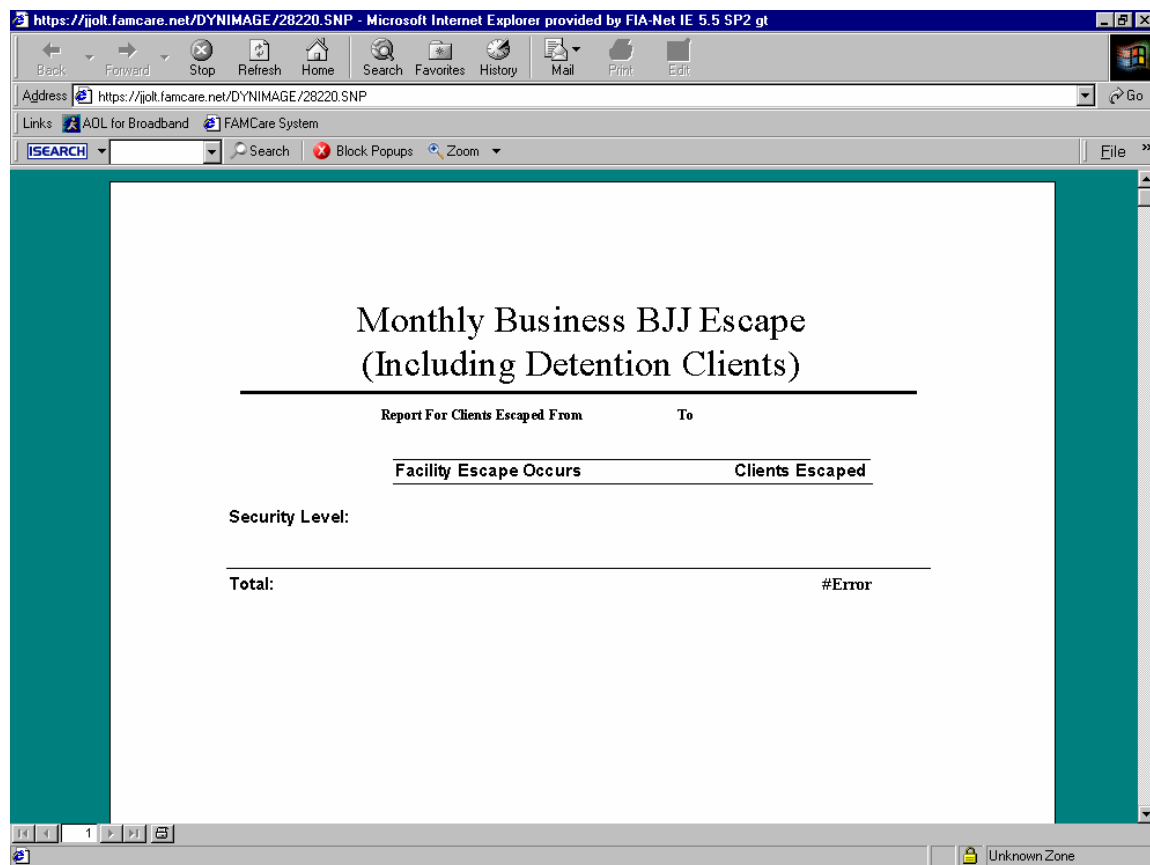 https://jjolt.famcare.net/DYNIMAGE/28220.SNP - Microsoft Internet Explorer provided by FIA-Net IE 5.5 SP2 gt
Back Forward Stop Refresh Home Search Favorites History Mail Print Edit
Address https://jjolt.famcare.net/DYNIMAGE/28220.SNP Go
Links AOL for Broadband FAMCare System
ISEARCH Search Block Popups Zoom File »
Monthly Business BJJ Escape
(Including Detention Clients)
Report For Clients Escaped From To
Facility Escape Occurs Clients Escaped
Security Level:
Total: #Error
1
Unknown Zone